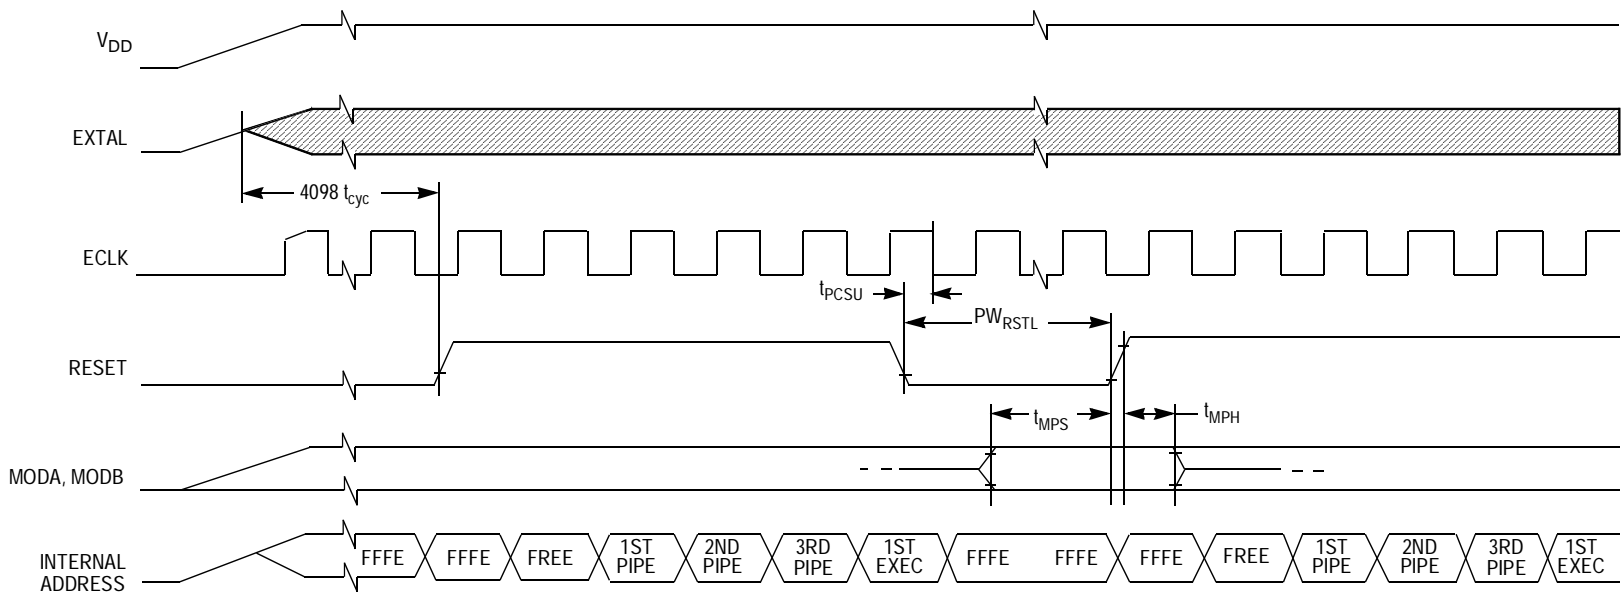 VDD
EXTAL
4098 tcyc
ECLK
tPCSU
PWRSTL
RESET
tMPS
tMPH
MODA, MODB
INTERNAL
ADDRESS
FFFE
FFFE
FREE
1ST
PIPE
2ND
PIPE
3RD
PIPE
1ST
EXEC
FFFE
FFFE
FFFE
FREE
1ST
PIPE
2ND
PIPE
3RD
PIPE
1ST
EXEC